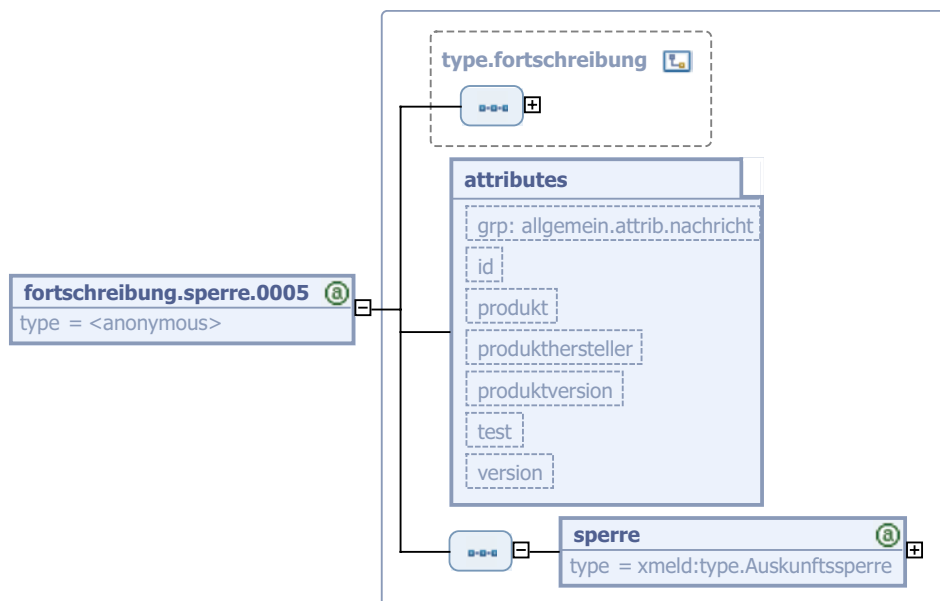 type.fortschreibung
attributes
grp: allgemein.attrib.nachricht
id
fortschreibung.sperre.0005
type = <anonymous>
produkt
produkthersteller
produktversion
test
version
sperre
type = xmeld:type.Auskunftssperre